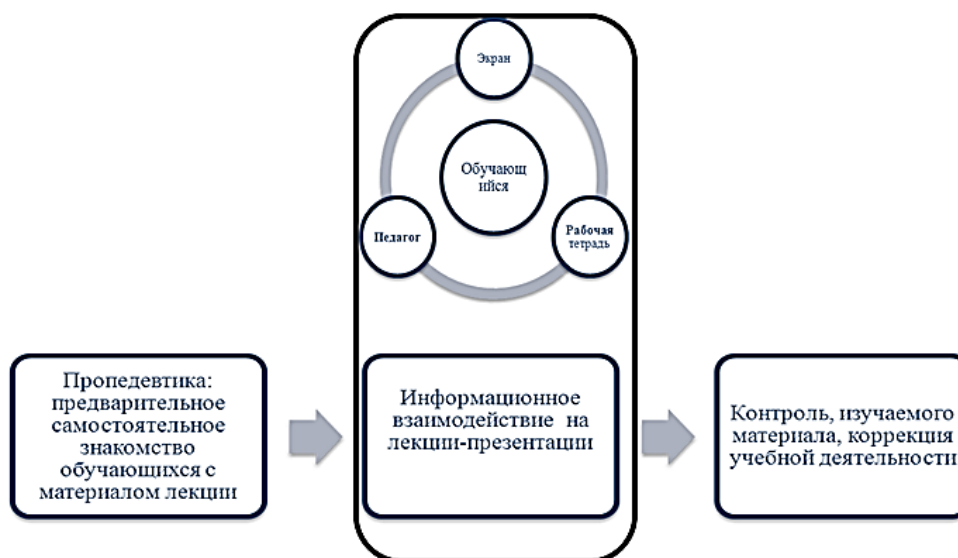 Экран
Обучающ
ийся
Педагог
Рабочая
тетрадь
Пропедевтика:
предварительное
самостоятельное
знакомство
обучающихся с
материалом лекции
Информационное
взаимодействие на
лекции-презентации
Контроль, изучаемого
материала, коррекция
учебной деятельности